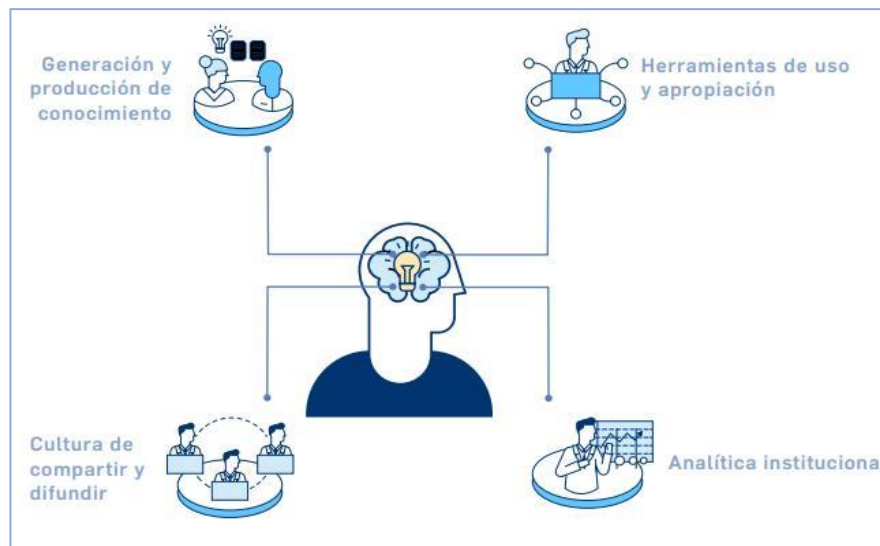 Generación y
producción de
conocimiento
Herramientas de uso
y apropiación
Cultura de
compartir y
difundir
Analítica instituciona